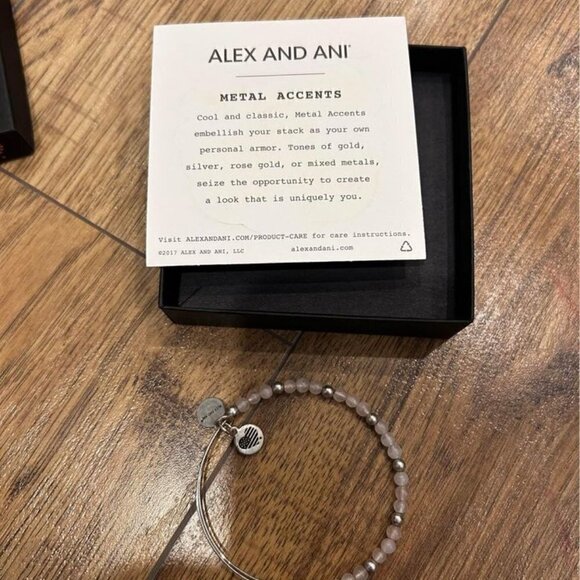 ALEX AND ANI®
METAL ACCENTS
Cool and classic, Metal Accents
embellish your stack as your own
personal armor. Tones of gold,
silver, rose gold, or mixed metals,
seize the opportunity to create
a look that is uniquely you.
Visit ALEXANDANI.COM/PRODUCT-CARE for care instructions.
©2017 ALEX AND ANI, LLC alexandani.com